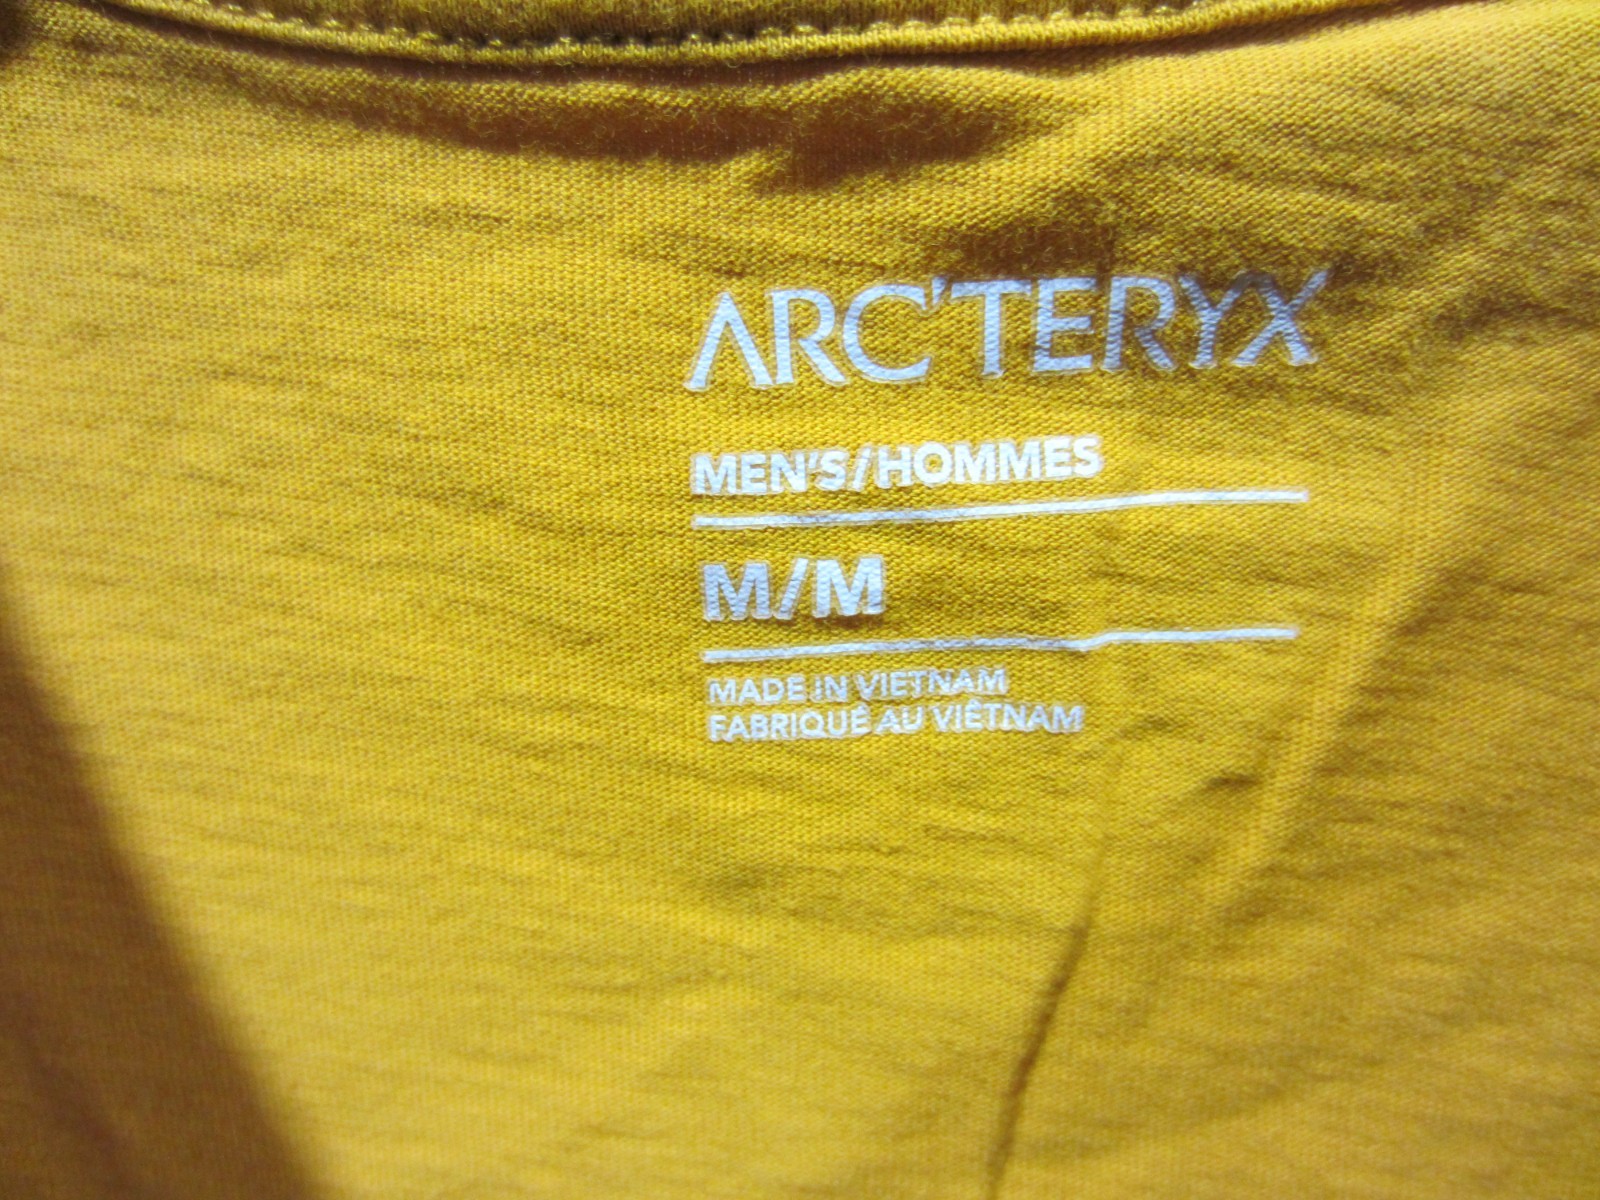 ARC'TERYX
MEN'S/HOMMES
M/M
MADE IN VIETNAM
FABRIQUÉ AU VIÊTNAM